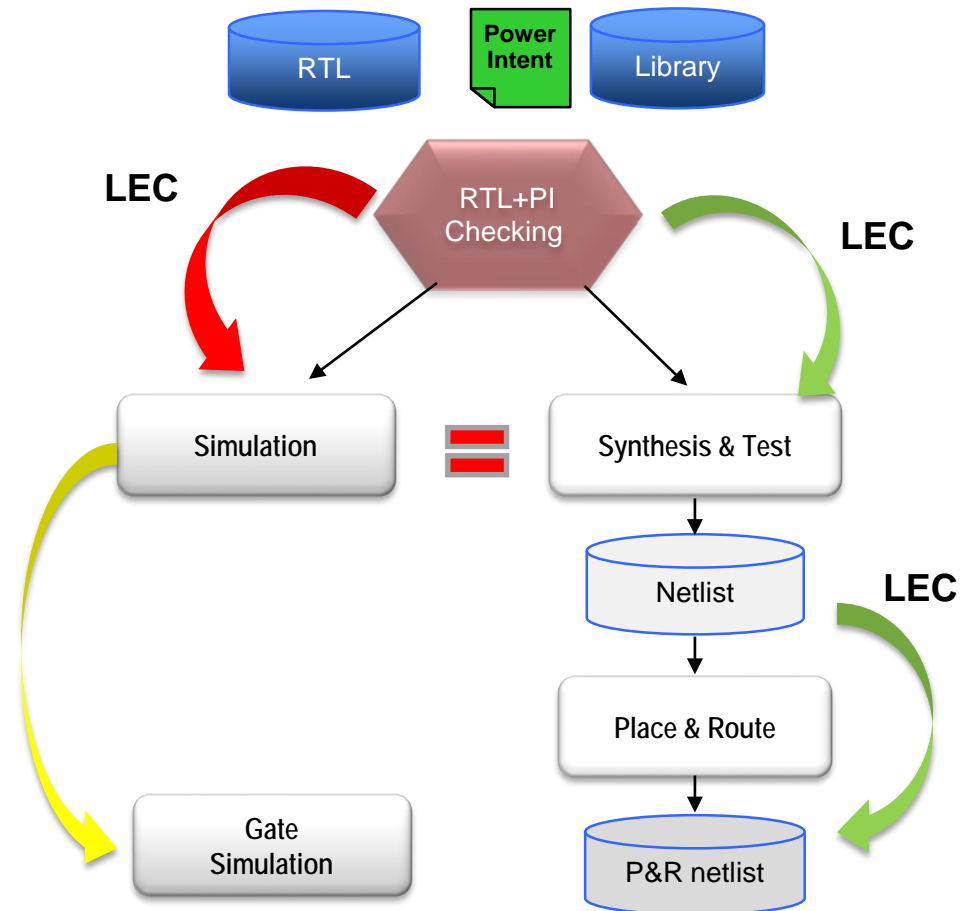 RTL
Power
Intent
Library
LEC
RTL+PI
Checking
LEC
Simulation
Synthesis & Test
Netlist
LEC
Place & Route
Gate
Simulation
P&R netlist